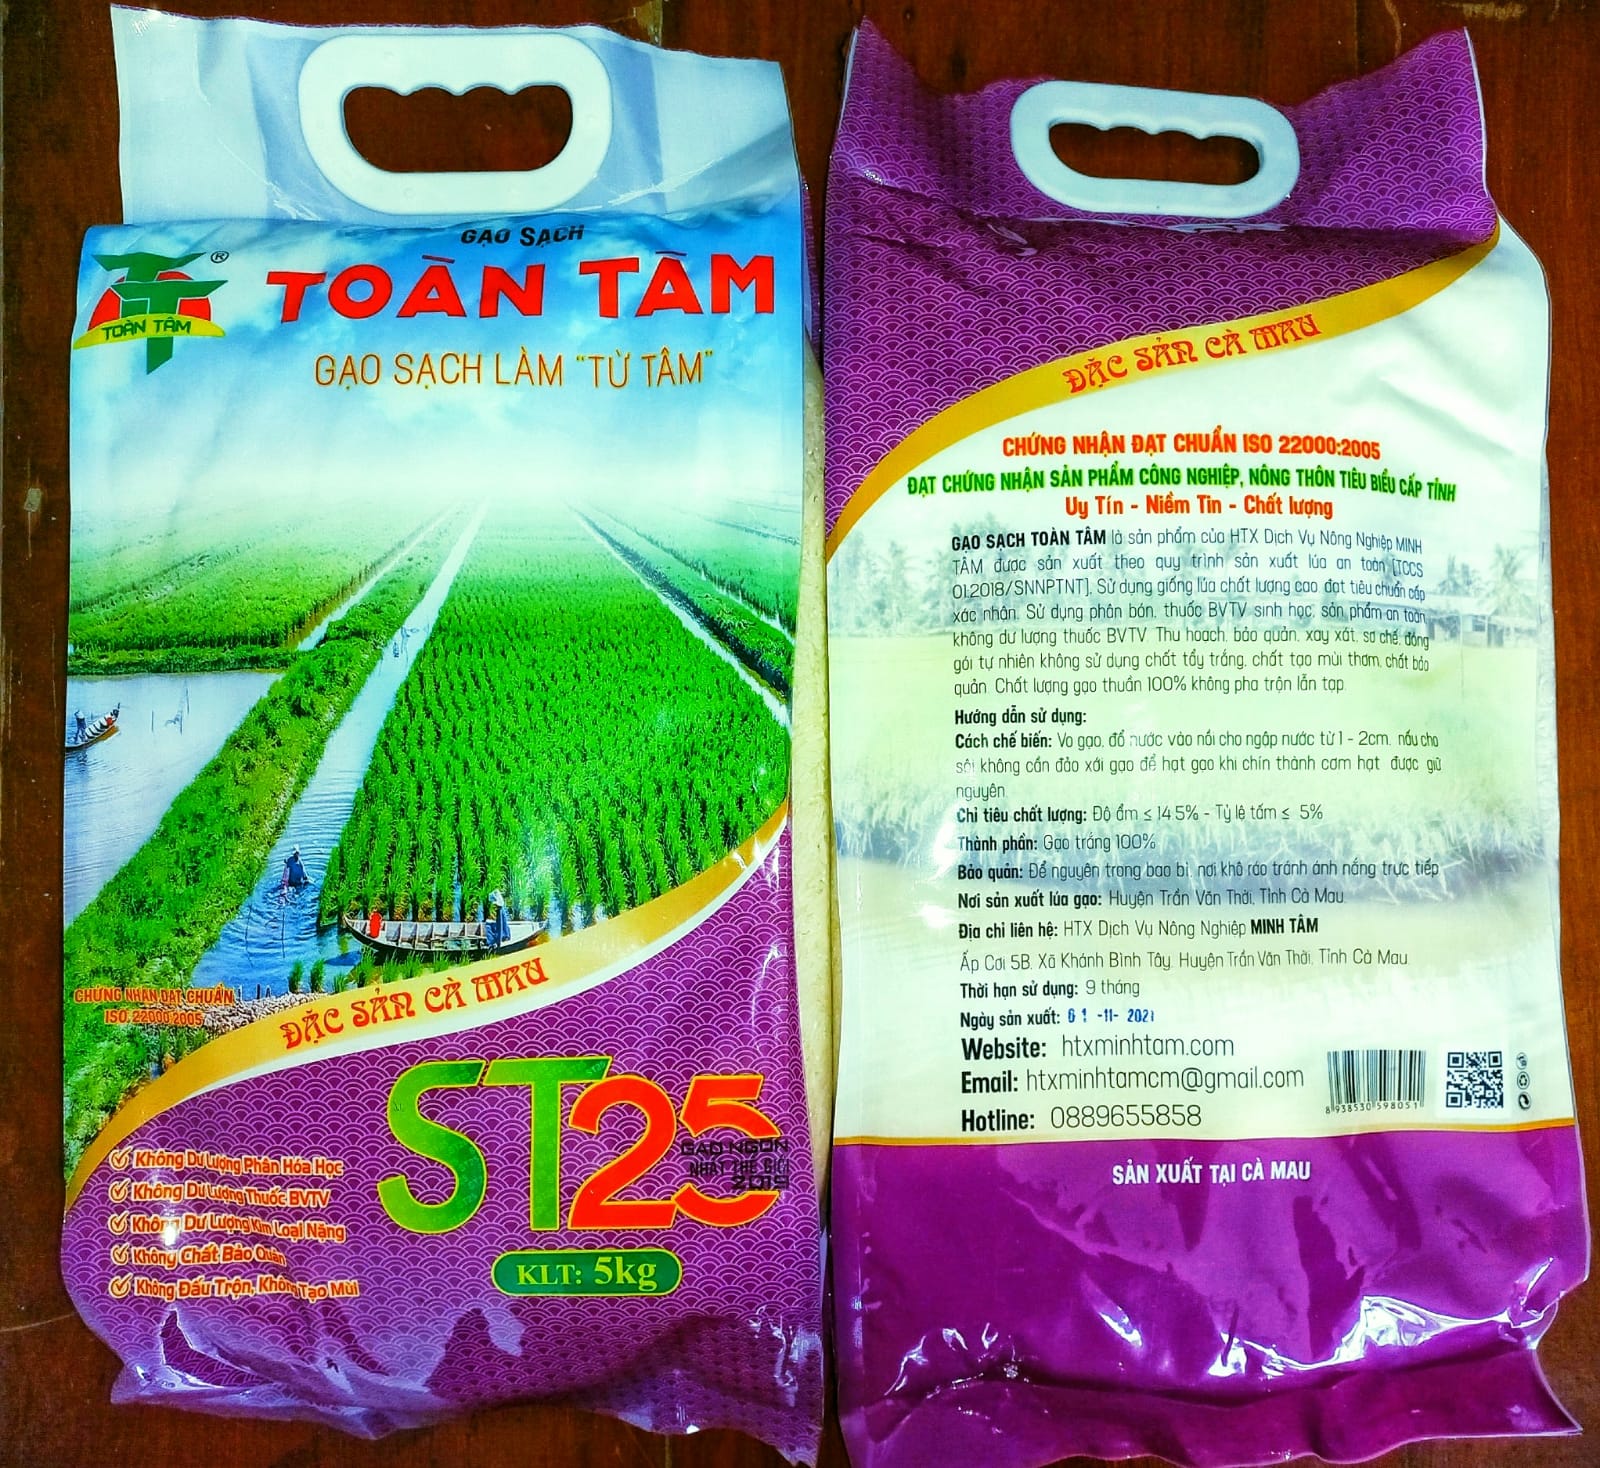 GẠO SẠCH
TOÀN TÂM
®
TOÀN TÂM
GẠO SẠCH LÀM "TỪ TÂM"
CHỨNG NHẬN ĐẠT CHUẨN
ISO 22000:2005
ĐẶC SẢN CÀ MAU
ST25
GẠO NGON
NHẤT THẾ GIỚI
2019
KLT: 5kg
Không Dư Lượng Phân Hóa Học
Không Dư Lượng Thuốc BVTV
Không Dư Lượng Kim Loại Nặng
Không Chất Bảo Quản
Không Đấu Trộn, Không Tạo Mùi
ĐẶC SẢN CÀ MAU
CHỨNG NHẬN ĐẠT CHUẨN ISO 22000:2005
ĐẠT CHỨNG NHẬN SẢN PHẨM CÔNG NGHIỆP, NÔNG THÔN TIÊU BIỂU CẤP TỈNH
Uy Tín - Niềm Tin - Chất lượng
GẠO SẠCH TOÀN TÂM là sản phẩm của HTX Dịch Vụ Nông Nghiệp MINH
TÂM được sản xuất theo quy trình sản xuất lúa an toàn [TCCS
01:2018/SNNPTNT]. Sử dụng giống lúa chất lượng cao đạt tiêu chuẩn cấp
xác nhận. Sử dụng phân bón, thuốc BVTV sinh học, sản phẩm an toàn
không dư lượng thuốc BVTV. Thu hoạch, bảo quản, xay xát, sơ chế, đóng
gói tự nhiên không sử dụng chất tẩy trắng, chất tạo mùi thơm, chất bảo
quản. Chất lượng gạo thuần 100% không pha trộn lẫn tạp.
Hướng dẫn sử dụng:
Cách chế biến: Vo gạo, đổ nước vào nồi cho ngập nước từ 1 - 2cm, nấu cho
sôi không cần đảo xới gạo để hạt gạo khi chín thành cơm hạt được giữ
nguyên.
Chỉ tiêu chất lượng: Độ ẩm ≤ 14.5% - Tỷ lệ tấm ≤ 5%
Thành phần: Gạo trắng 100%
Bảo quản: Để nguyên trong bao bì, nơi khô ráo tránh ánh nắng trực tiếp
Nơi sản xuất lúa gạo: Huyện Trần Văn Thời, Tỉnh Cà Mau.
Địa chỉ liên hệ: HTX Dịch Vụ Nông Nghiệp MINH TÂM
Ấp Cơi 5B, Xã Khánh Bình Tây, Huyện Trần Văn Thời, Tỉnh Cà Mau.
Thời hạn sử dụng: 9 tháng
Ngày sản xuất: 01 -11- 2021
Website: htxminhtam.com
Email: htxminhtamcm@gmail.com
Hotline: 0889655858
8 938530 598051
SẢN XUẤT TẠI CÀ MAU